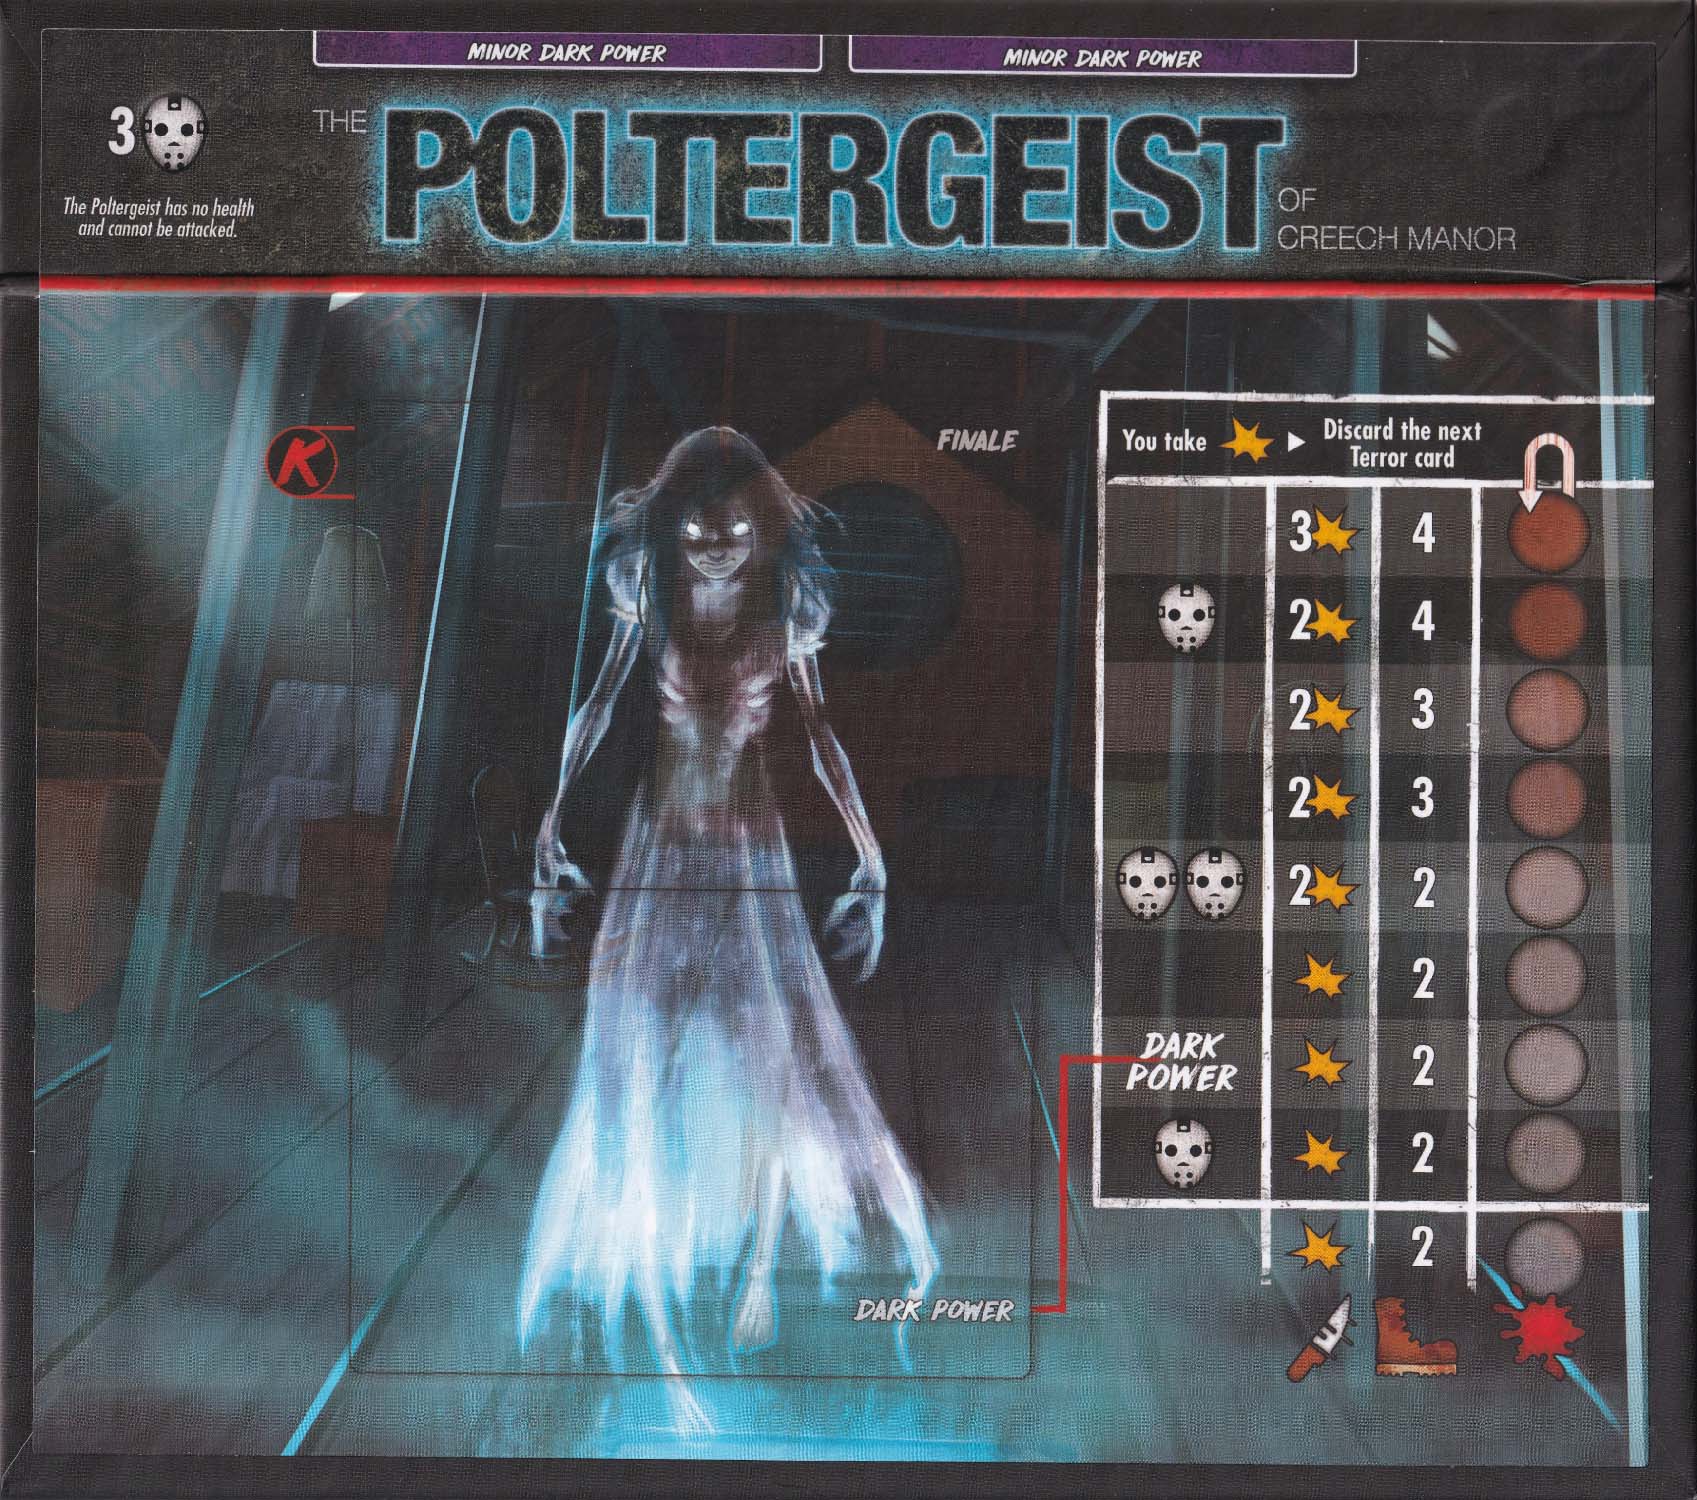 MINOR DARK POWER
MINOR DARK POWER
3
THE POLTERGEIST OF CREECH MANOR
The Poltergeist has no health
and cannot be attacked.
K
FINALE
You take
Discard the next
Terror card
3 4
2 4
2 3
2 3
2 2
2
DARK
POWER
2
2
2
DARK POWER